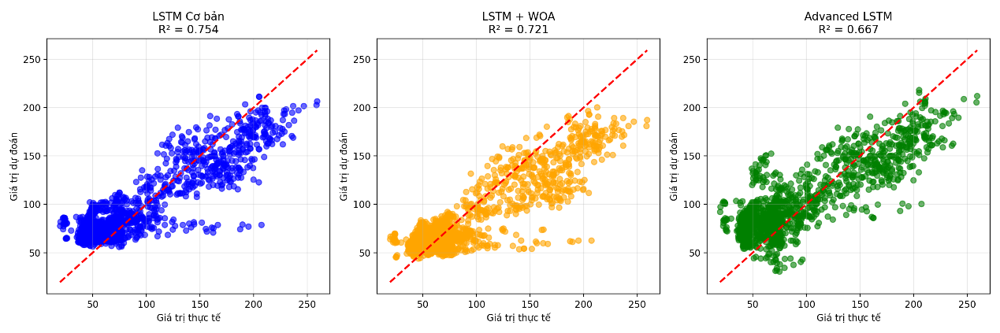 LSTM Cơ bản
R² = 0.754
250
200
150
100
50
50 100 150 200 250
Giá trị dự đoán
Giá trị thực tế
LSTM + WOA
R² = 0.721
250
200
150
100
50
50 100 150 200 250
Giá trị dự đoán
Giá trị thực tế
Advanced LSTM
R² = 0.667
250
200
150
100
50
50 100 150 200 250
Giá trị dự đoán
Giá trị thực tế